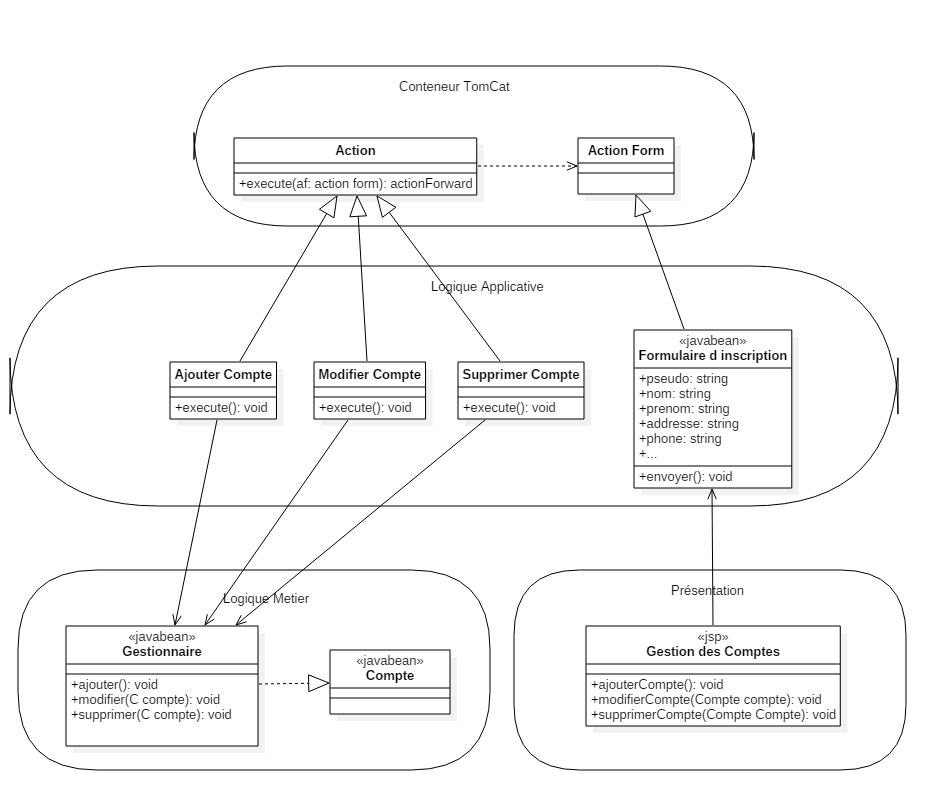 Conteneur TomCat
Action
+execute(af: action form): actionForward
Action Form
Logique Applicative
Ajouter Compte
+execute(): void
Modifier Compte
+execute(): void
Supprimer Compte
+execute(): void
«javabean»
Formulaire d inscription
+pseudo: string
+nom: string
+prenom: string
+addresse: string
+phone: string
+...
+envoyer(): void
Logique Metier
«javabean»
Gestionnaire
+ajouter(): void
+modifier(C compte): void
+supprimer(C compte): void
«javabean»
Compte
Présentation
«jsp»
Gestion des Comptes
+ajouterCompte(): void
+modifierCompte(Compte compte): void
+supprimerCompte(Compte Compte): void